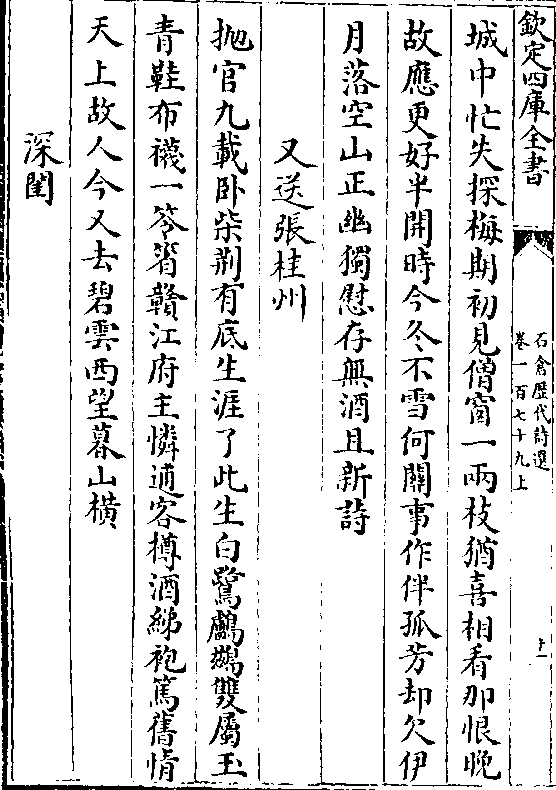 欽定四庫全書
石倉歷代詩選
卷一百七十九上
十一
城中忙失探梅期初見僧窗一兩枝猶喜相看那恨晚
故應更好半開時今冬不雪何關事作伴孤芳却欠伊
月落空山正幽獨慰存無酒且新詩
又送張桂州
抛官九載卧柴荆有底生涯了此生白鷺鸕鷀雙屬玉
青鞋布襪一笭箵贛江府主憐逋客樽酒綈袍篤舊情
天上故人今又去碧雲西望暮山横
深閨